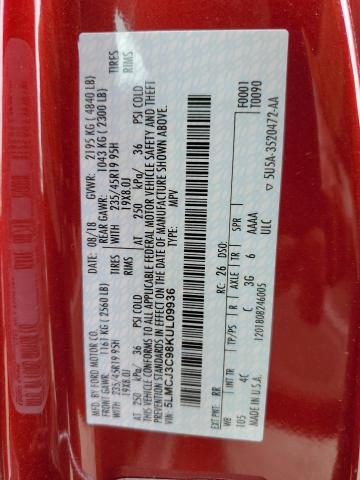 MFD. BY FORD MOTOR CO.
08/18 GVWR: 2195 KG ( 4840 LB)
FRONT GAWR: 1161 KG ( 2560 LB) REAR GAWR: 1043 KG ( 2300 LB)
235/45R19 95H TIRES WITH 235/45R19 95H TIRES
19X8.0J 19X8.0J RIMS
AT 250 kPa/ 36 PSI COLD AT 250 kPa/ 36 PSI COLD
THIS VEHICLE CONFORMS TO ALL APPLICABLE FEDERAL MOTOR VEHICLE SAFETY AND THEFT
PREVENTION STANDARDS IN EFFECT ON THE DATE OF MANUFACTURE SHOWN ABOVE.
VIN: 5LMCJ3C98KUL09936
TYPE: MPV
F0001
T0090
EXT PNT: RR RC: 26 DSO:
WB INT TR TP/PS R AXLE TR SPR
105 4C C 3G 6 AAAA
ULC
MADE IN U.S.A. 1201808246005
5U5A-3520472-AA